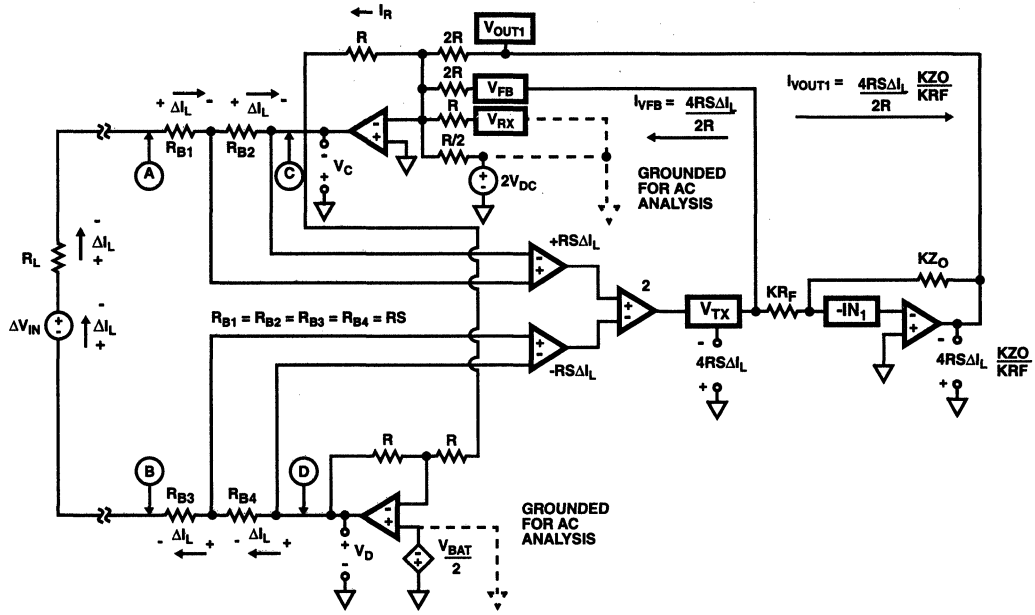 I_R
R
2R
V_OUT1
2R
V_FB
R
V_RX
R/2
2V_DC
I_VFB = 4RSΔI_L / 2R
I_VOUT1 = 4RSΔI_L / 2R KZO / KRF
GROUNDED
FOR AC
ANALYSIS
+ ΔI_L -
+ ΔI_L -
R_B1
R_B2
A
C
- V_C +
R_L
- ΔI_L +
ΔV_IN
- ΔI_L +
R_B1 = R_B2 = R_B3 = R_B4 = RS
+RSΔI_L
-RSΔI_L
2
V_TX
- 4RSΔI_L +
KR_F
-IN_1
KZ_O
- 4RSΔI_L KZO / KRF +
R
R
B
D
R_B3
R_B4
- ΔI_L +
- ΔI_L +
+ V_D -
V_BAT / 2
GROUNDED
FOR AC
ANALYSIS